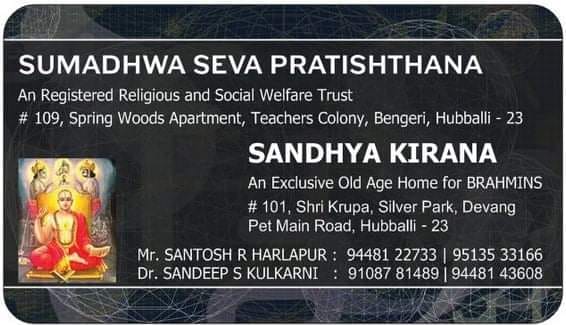 SUMADHWA SEVA PRATISHTHANA
An Registered Religious and Social Welfare Trust
# 109, Spring Woods Apartment, Teachers Colony, Bengeri, Hubballi - 23
SANDHYA KIRANA
An Exclusive Old Age Home for BRAHMINS
# 101, Shri Krupa, Silver Park, Devang
Pet Main Road, Hubballi - 23
Mr. SANTOSH R HARLAPUR : 94481 22733 | 95135 33166
Dr. SANDEEP S KULKARNI : 91087 81489 | 94481 43608